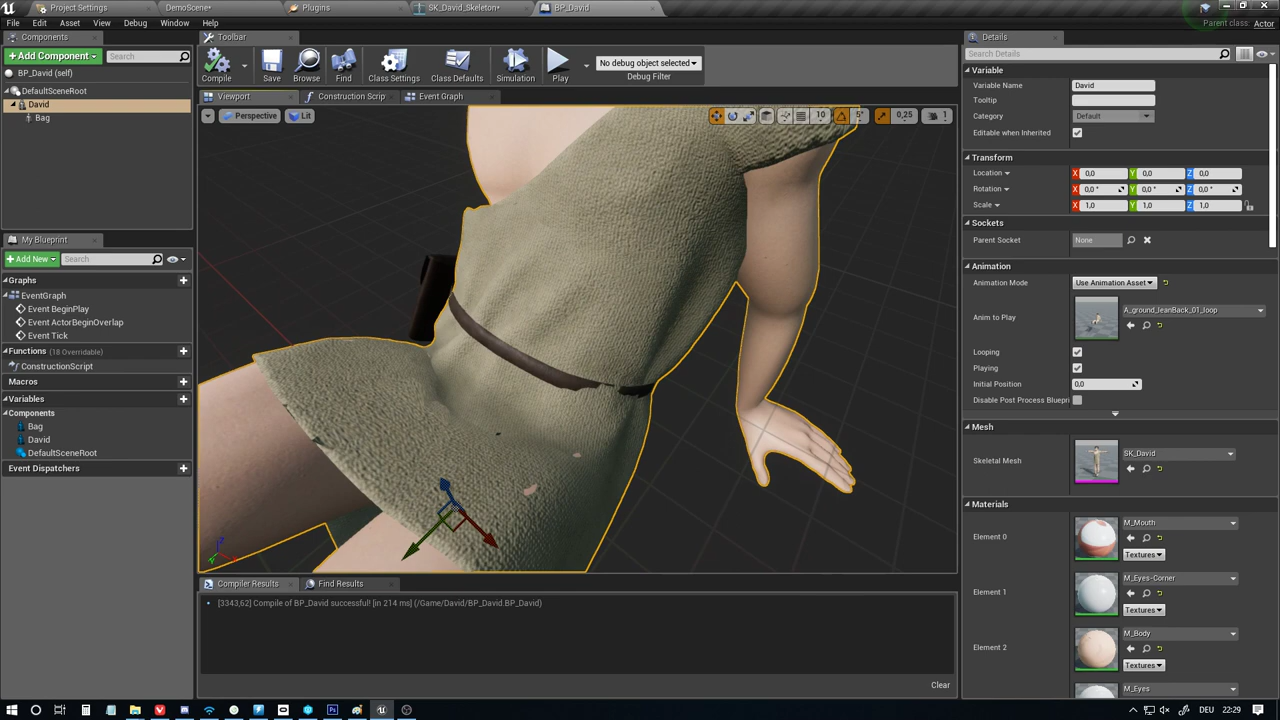 Project Settings
DemoScene*
Plugins
SK_David_Skeleton*
BP_David
File Edit Asset View Debug Window Help
Parent class: Actor
Components
Toolbar
Details
+ Add Component
Search
BP_David (self)
DefaultSceneRoot
David
Bag
Compile
Save
Browse
Find
Class Settings
Class Defaults
Simulation
Play
No debug object selected
Debug Filter
Viewport
Construction Scrip
Event Graph
Perspective
Lit
10
5°
0,25
1
My Blueprint
+ Add New
Search
Graphs
EventGraph
Event BeginPlay
Event ActorBeginOverlap
Event Tick
Functions (18 Overridable)
ConstructionScript
Macros
Variables
Components
Bag
David
DefaultSceneRoot
Event Dispatchers
Compiler Results
Find Results
[3343,62] Compile of BP_David successful! [in 214 ms] (/Game/David/BP_David.BP_David)
Clear
Search Details
Variable
Variable Name David
Tooltip
Category Default
Editable when Inherited
Transform
Location X 0,0 Y 0,0 Z 0,0
Rotation X 0,0 ° Y 0,0 ° Z 0,0 °
Scale X 1,0 Y 1,0 Z 1,0
Sockets
Parent Socket None
Animation
Animation Mode Use Animation Asset
Anim to Play A_ground_leanBack_01_loop
Looping
Playing
Initial Position 0,0
Disable Post Process Bluepri
Mesh
Skeletal Mesh SK_David
Materials
Element 0 M_Mouth
Textures
Element 1 M_Eyes-Corner
Textures
Element 2 M_Body
Textures
M_Eyes
DEU 22:29